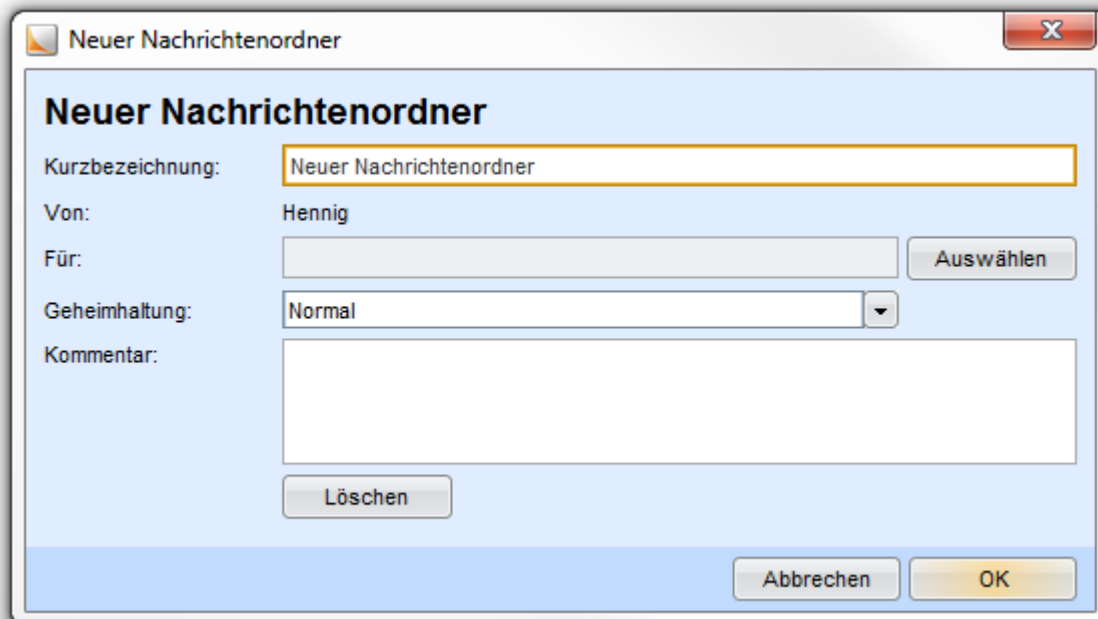 Neuer Nachrichtenordner
Neuer Nachrichtenordner
Kurzbezeichnung: Neuer Nachrichtenordner
Von: Hennig
Für: Auswählen
Geheimhaltung: Normal
Kommentar:
Löschen
Abbrechen OK